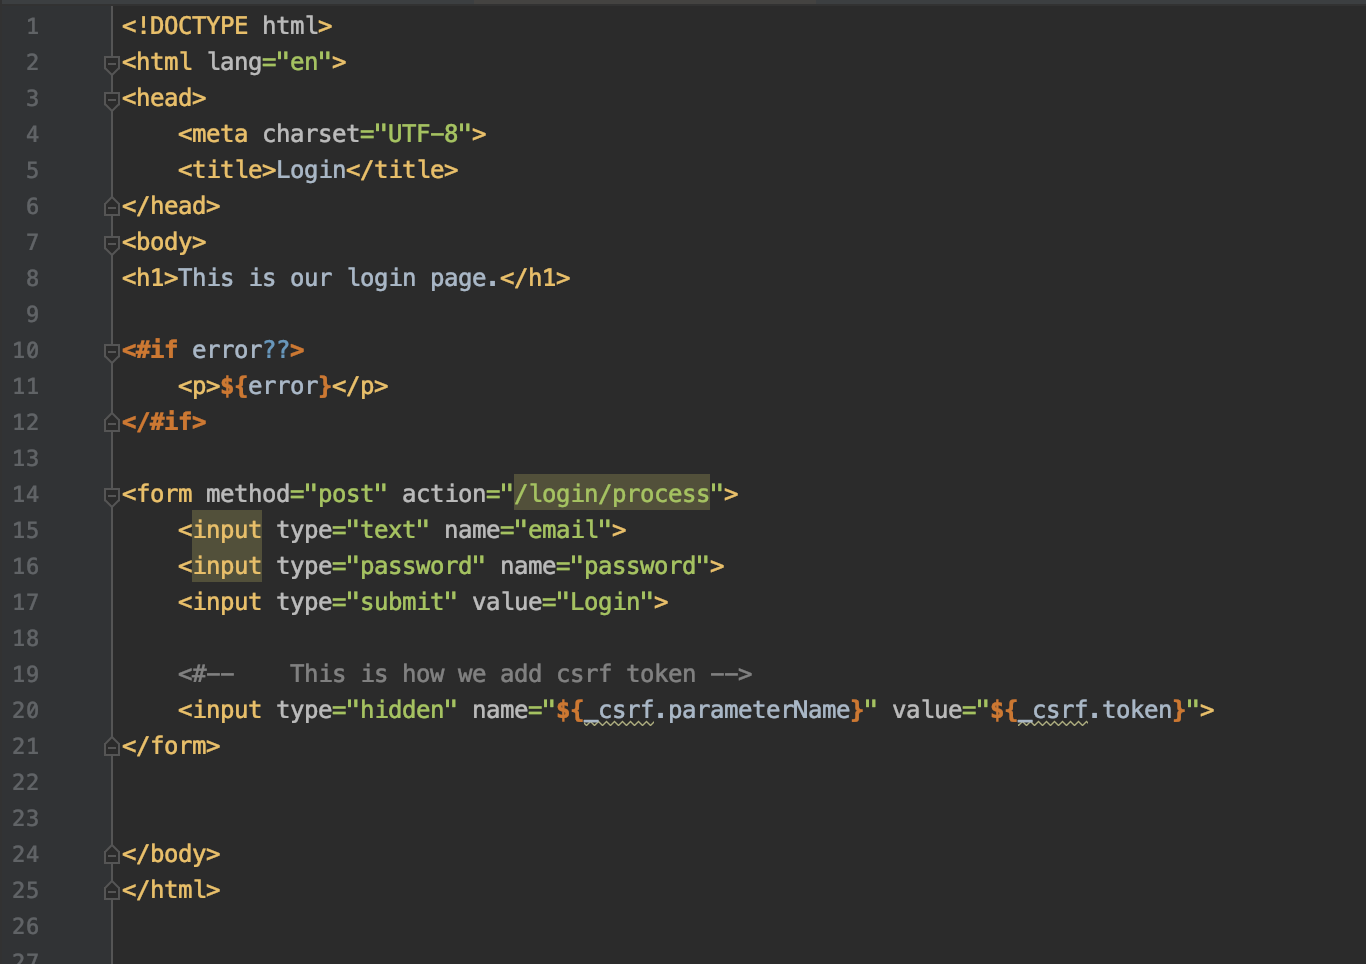 1 <!DOCTYPE html>
2 <html lang="en">
3 <head>
4     <meta charset="UTF-8">
5     <title>Login</title>
6 </head>
7 <body>
8 <h1>This is our login page.</h1>
9
10 <#if error??>
11     <p>${error}</p>
12 </#if>
13
14 <form method="post" action="/login/process">
15     <input type="text" name="email">
16     <input type="password" name="password">
17     <input type="submit" value="Login">
18
19     <#--    This is how we add csrf token -->
20     <input type="hidden" name="${_csrf.parameterName}" value="${_csrf.token}">
21 </form>
22
23
24 </body>
25 </html>
26
27